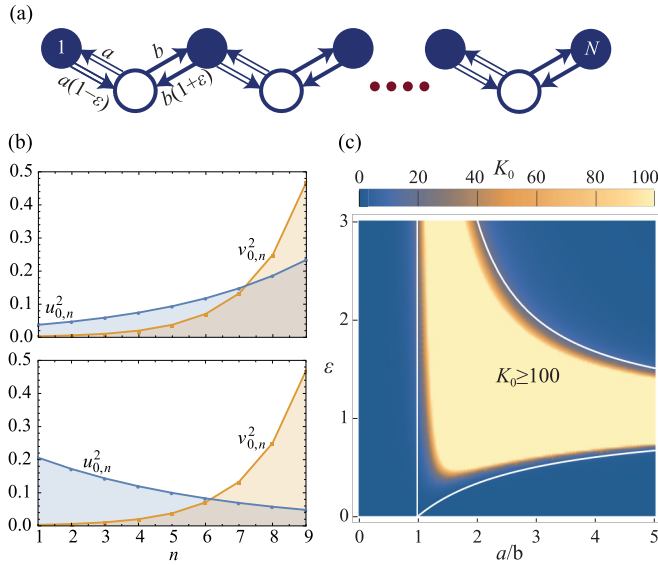 (a)
1 a b N
a(1−ε) b(1+ε)
(b) (c)
K₀
0 20 40 60 80 100
0.5
0.4
0.3
0.2
0.1
0.0
v²₀,ₙ
u²₀,ₙ
0.5
0.4
0.3
0.2
0.1
0.0
u²₀,ₙ v²₀,ₙ
1 2 3 4 5 6 7 8 9
n
3
2
ε
1
0
K₀≥100
0 1 2 3 4 5
a/b